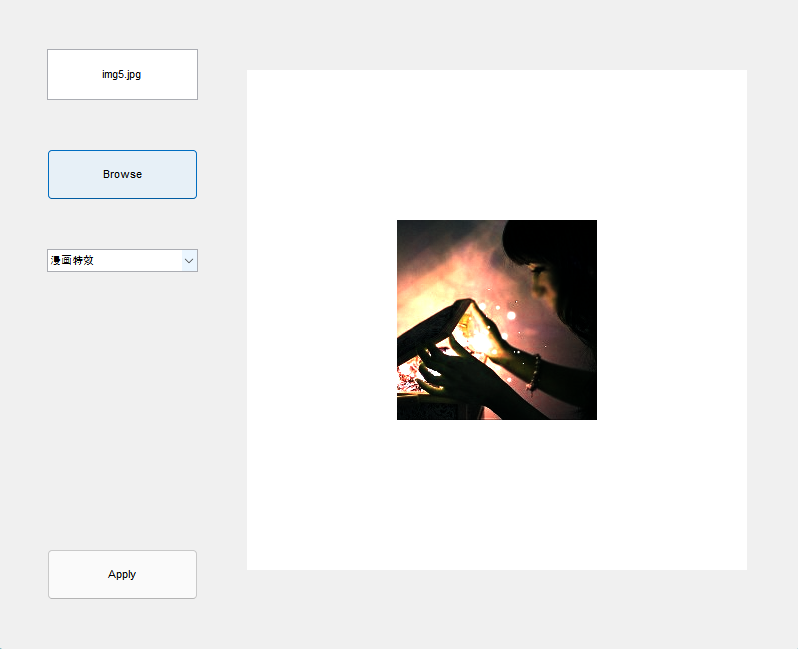 img5.jpg
Browse
漫画特效
Apply